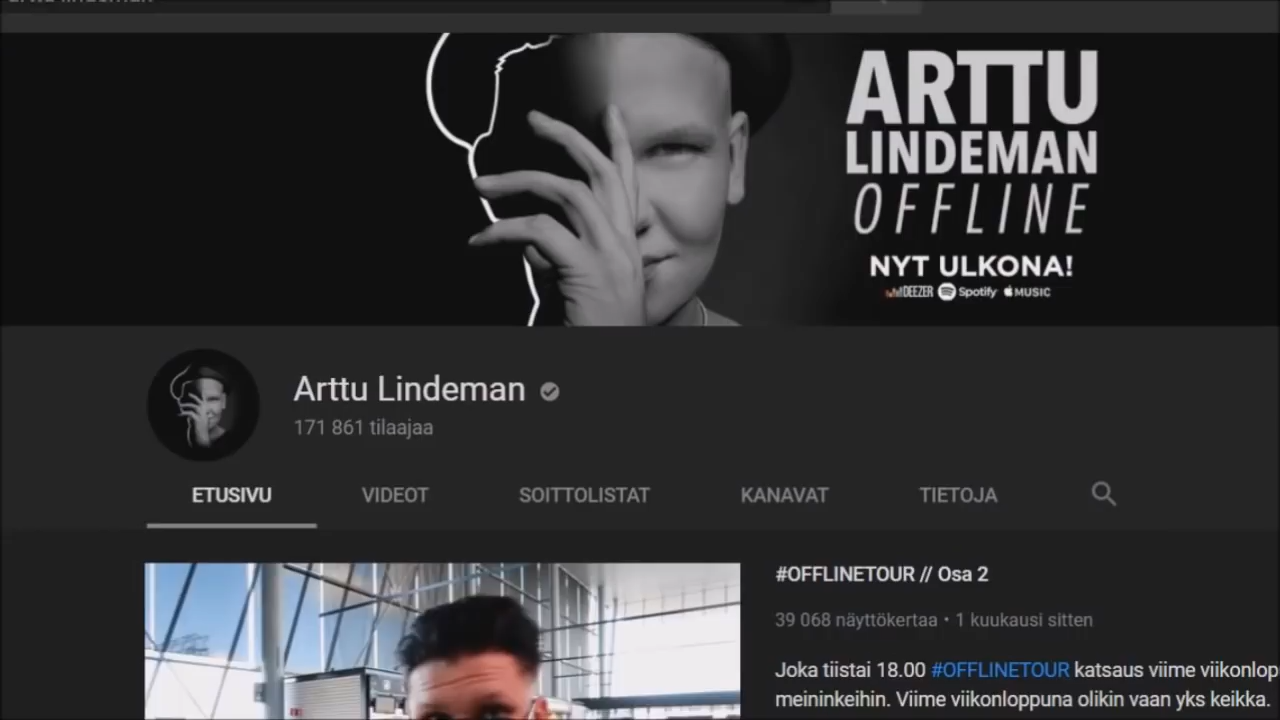 ARTTU
LINDEMAN
OFFLINE
NYT ULKONA!
DEEZER Spotify MUSIC
Arttu Lindeman
171 861 tilaajaa
ETUSIVU VIDEOT SOITTOLISTAT KANAVAT TIETOJA
#OFFLINETOUR // Osa 2
39 068 näyttökertaa • 1 kuukausi sitten
Joka tiistai 18.00 #OFFLINETOUR katsaus viime viikonlop
meininkeihin. Viime viikonloppuna olikin vaan yks keikka.